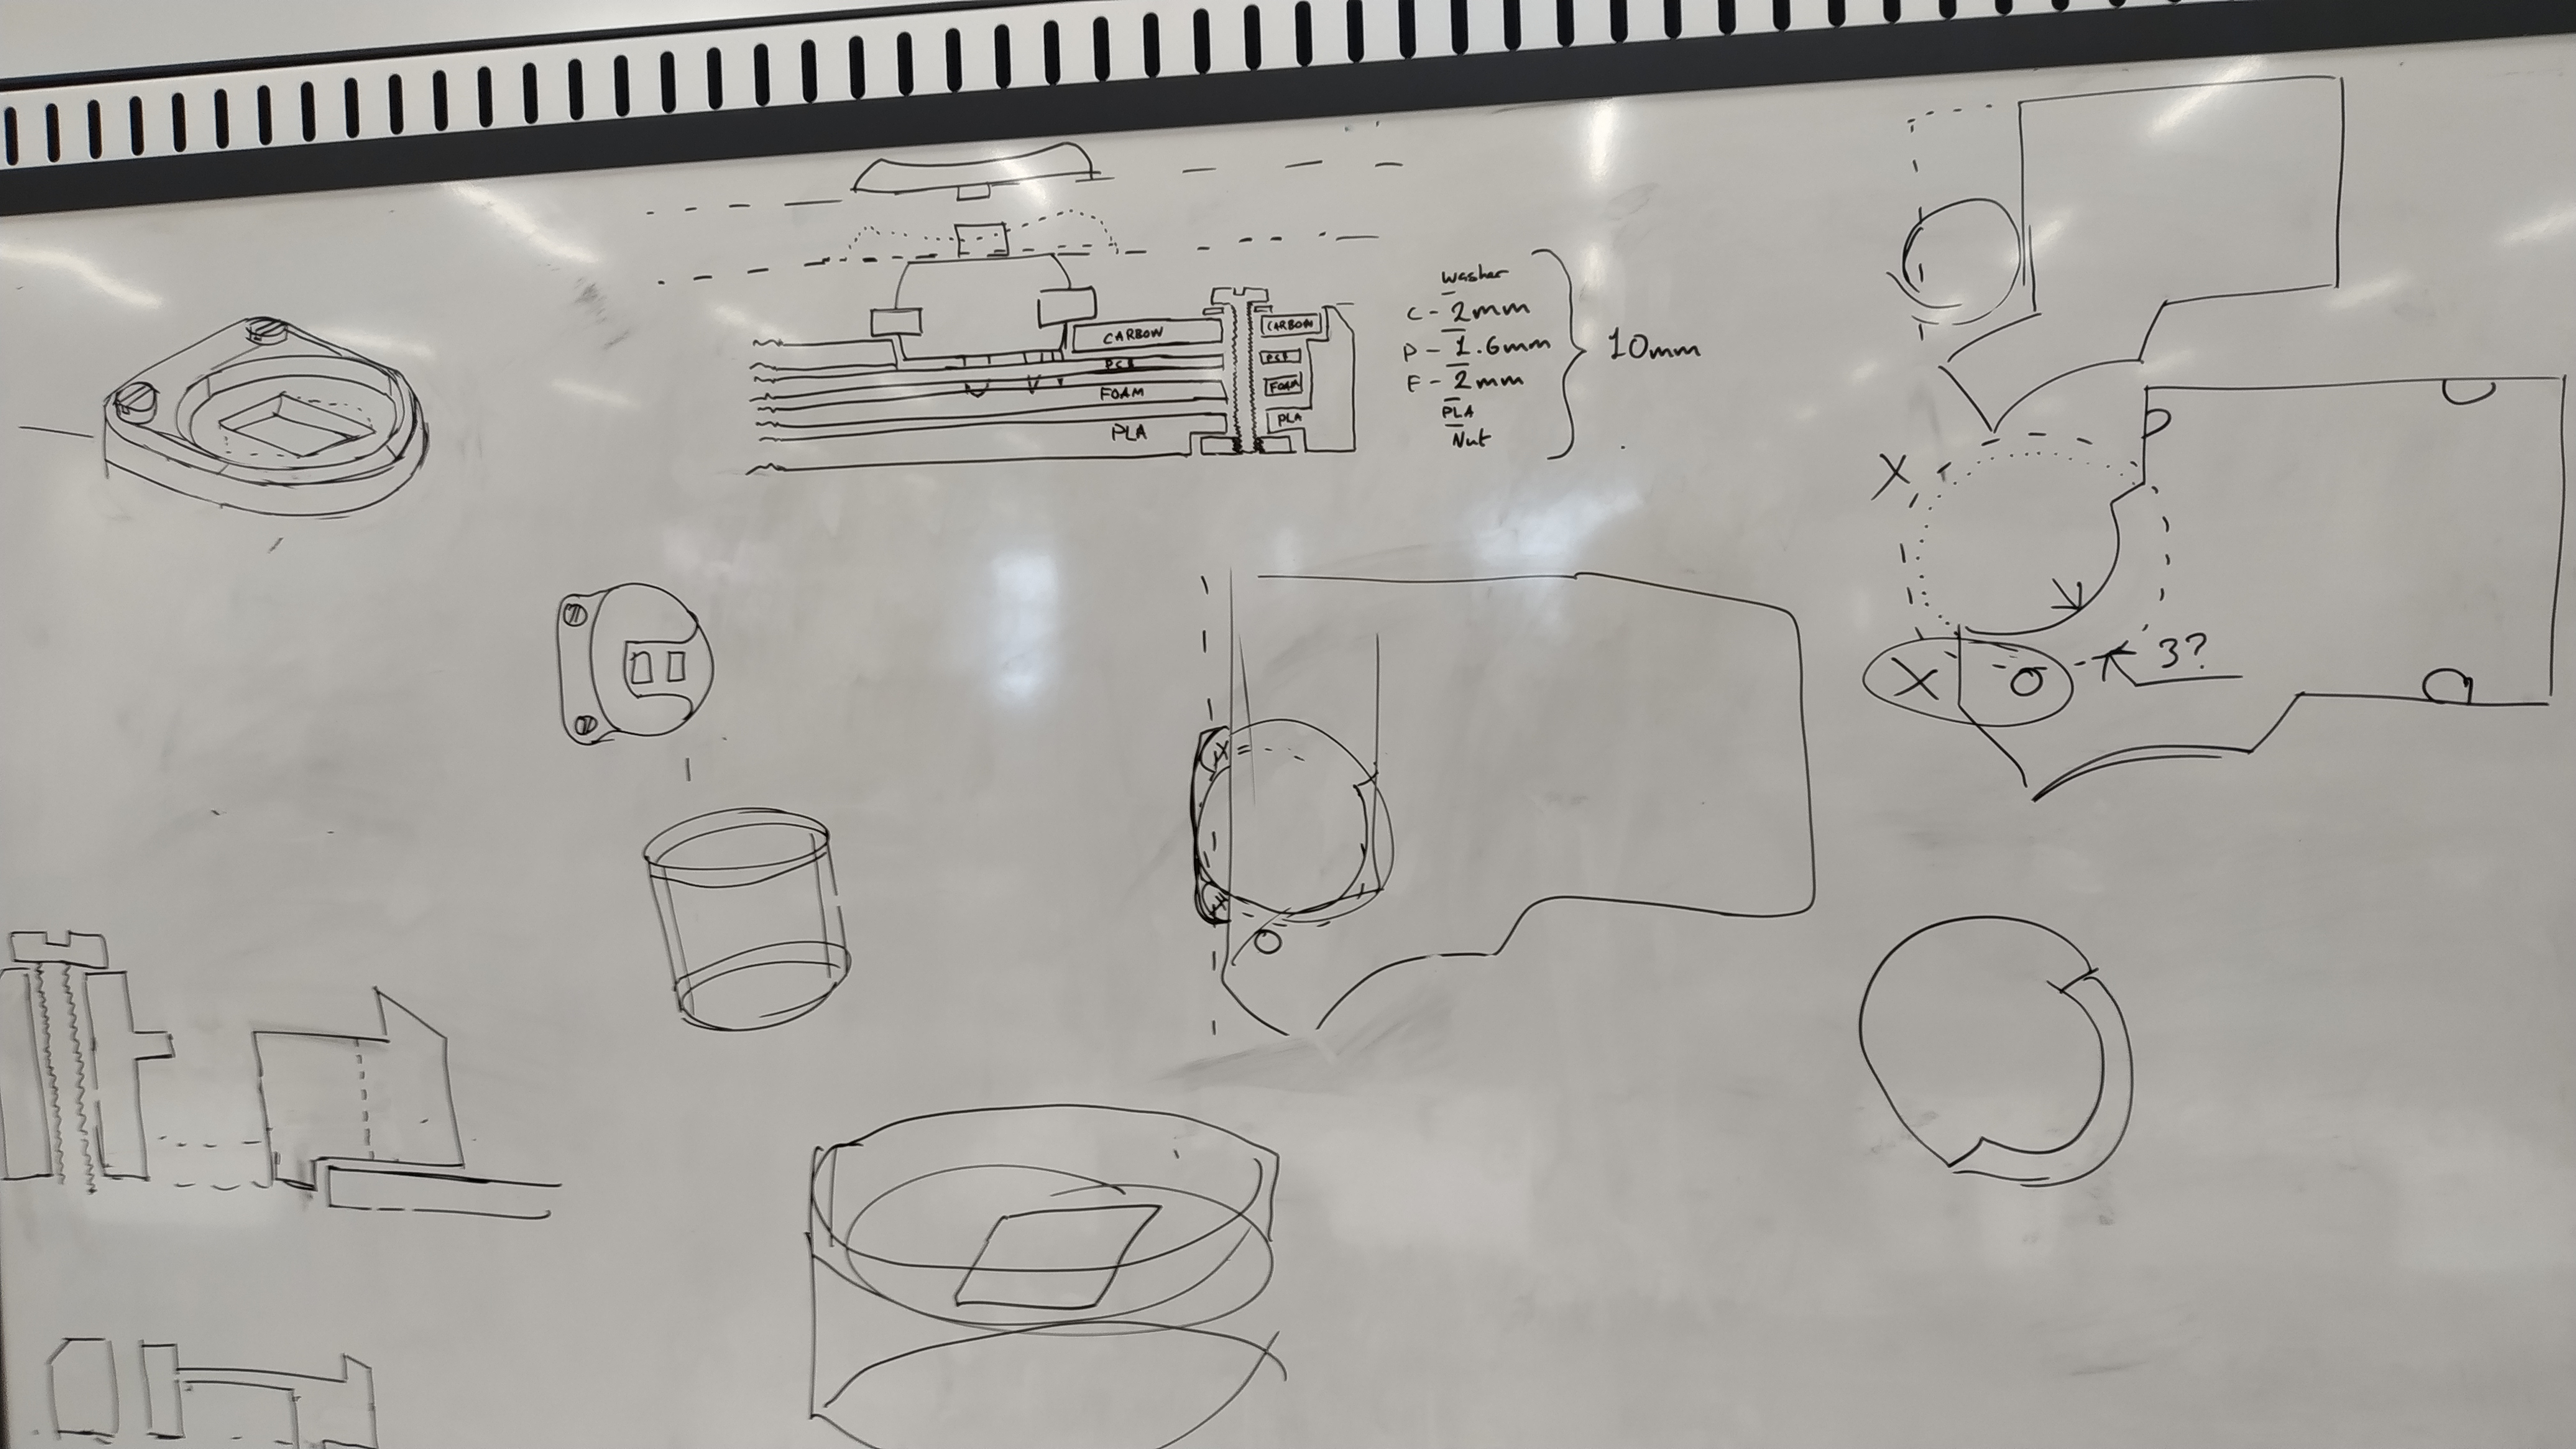 CARBON
CARBON
PCB
PCB
FOAM
FOAM
PLA
PLA
washer
C - 2mm
P - 1.6mm
F - 2mm
PLA
Nut
10mm
X
X
3?